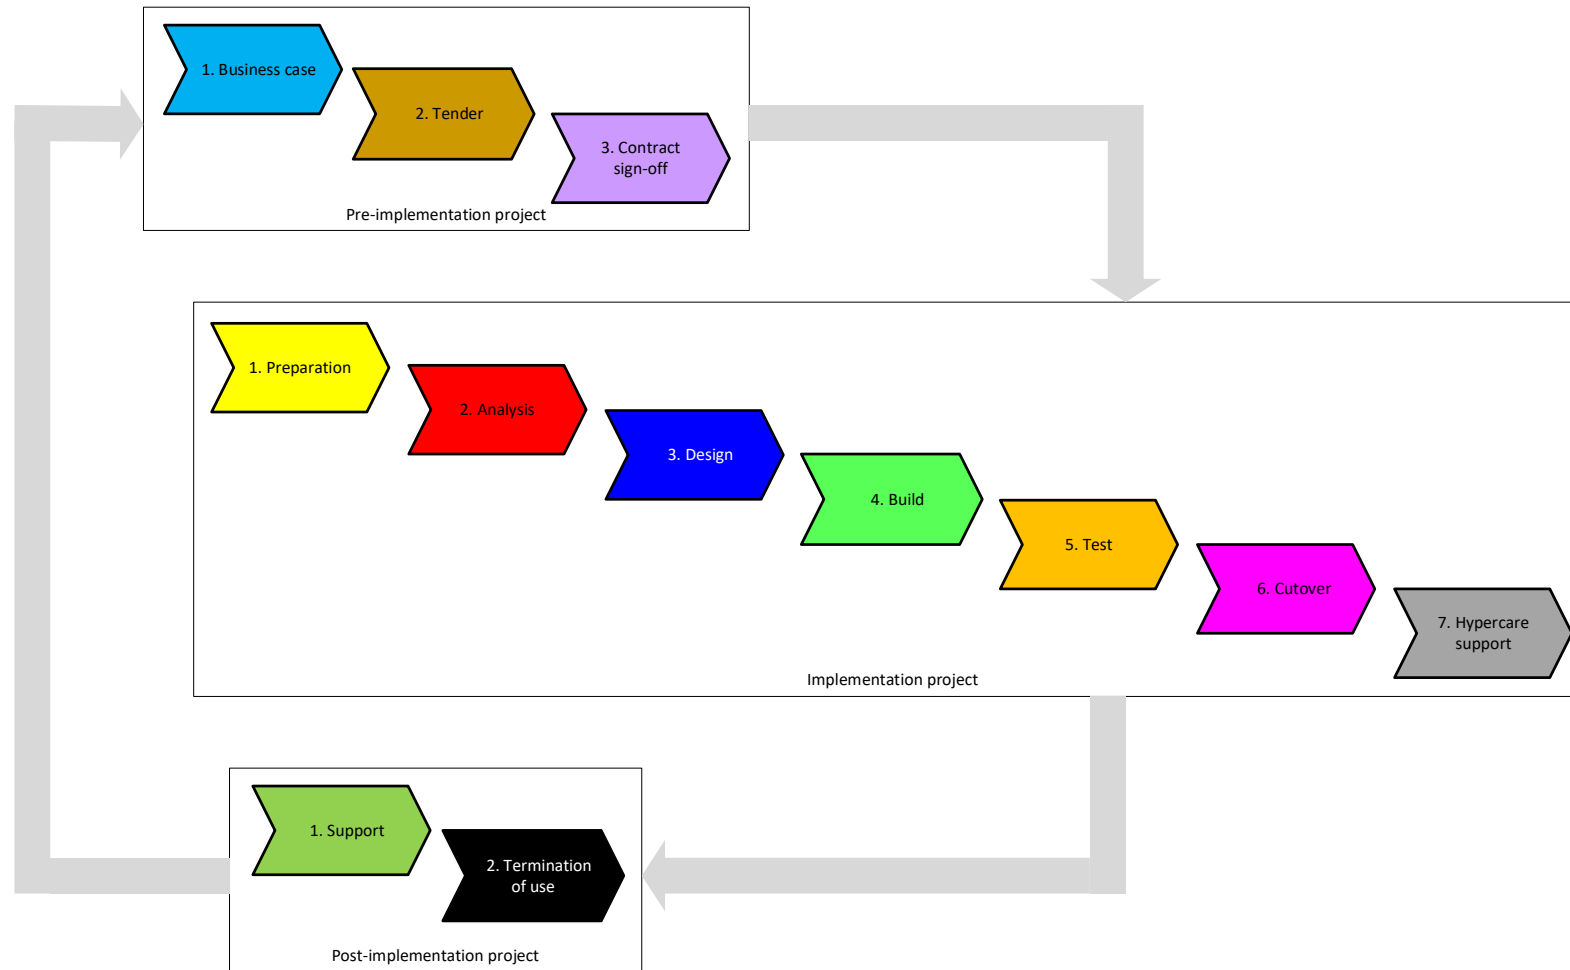 1. Business case
2. Tender
3. Contract
sign-off
Pre-implementation project
1. Preparation
2. Analysis
3. Design
4. Build
5. Test
6. Cutover
7. Hypercare
support
Implementation project
1. Support
2. Termination
of use
Post-implementation project